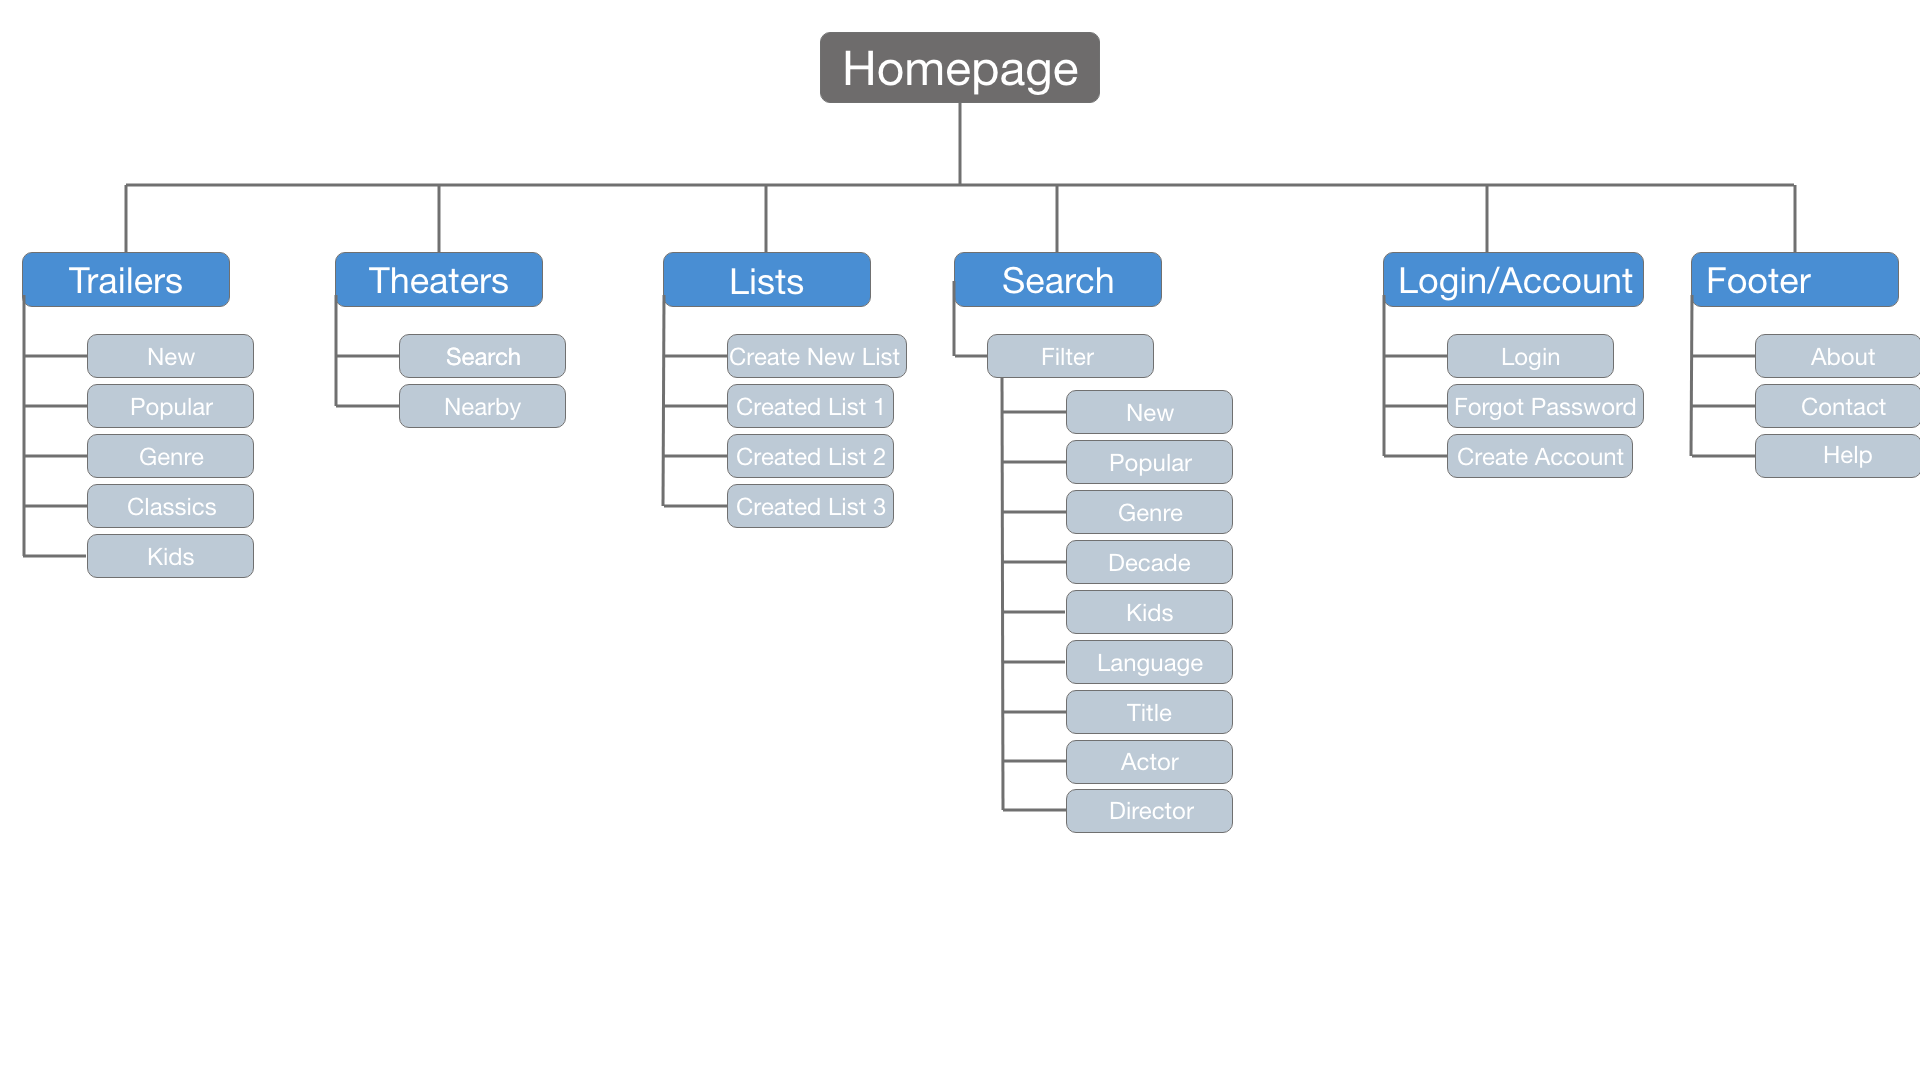 Homepage
Trailers
New
Popular
Genre
Classics
Kids
Theaters
Search
Nearby
Lists
Create New List
Created List 1
Created List 2
Created List 3
Search
Filter
New
Popular
Genre
Decade
Kids
Language
Title
Actor
Director
Login/Account
Login
Forgot Password
Create Account
Footer
About
Contact
Help